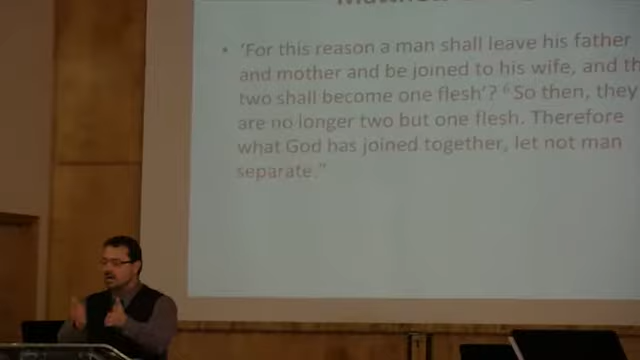 • 'For this reason a man shall leave his father
and mother and be joined to his wife, and th
two shall become one flesh'? ⁶ So then, they
are no longer two but one flesh. Therefore
what God has joined together, let not man
separate."